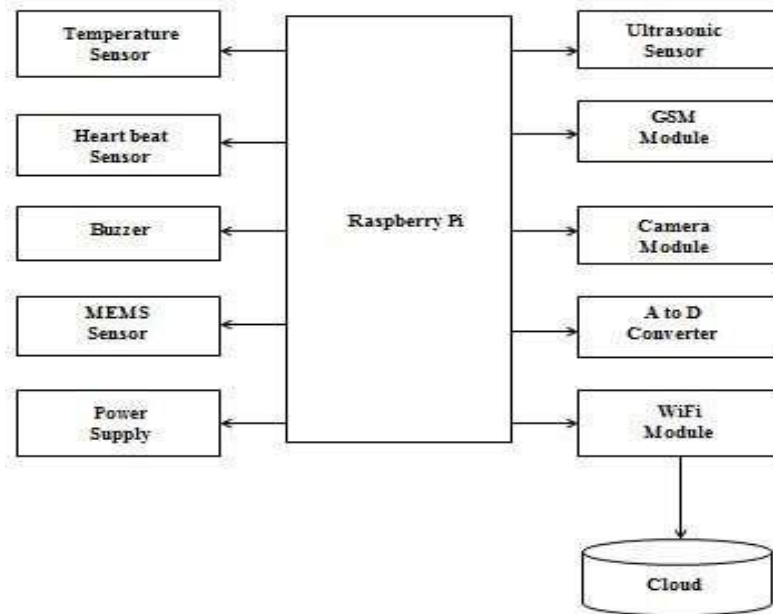 Temperature
Sensor
Heart beat
Sensor
Buzzer
MEMS
Sensor
Power
Supply
Raspberry Pi
Ultrasonic
Sensor
GSM
Module
Camera
Module
A to D
Converter
WiFi
Module
Cloud